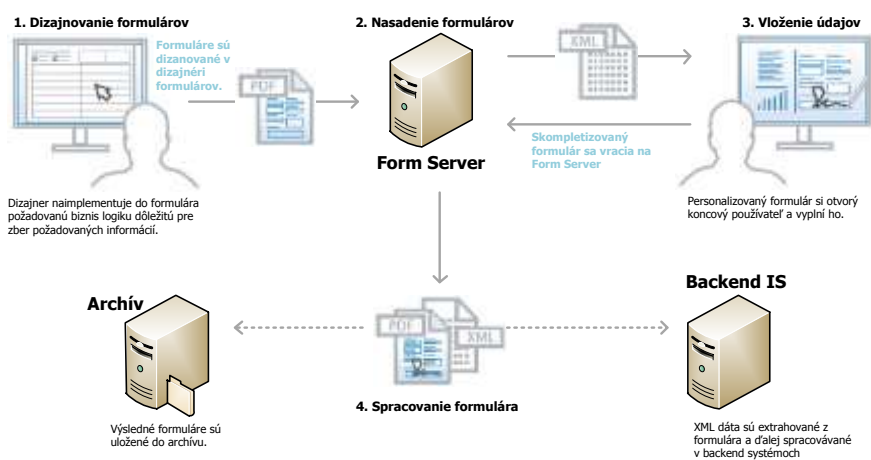 1. Dizajnovanie formulárov
2. Nasadenie formulárov
3. Vloženie údajov
Formuláre sú
dizanované v
dizajnéri
formulárov.
PDF
XML
Form Server
Skompletizovaný
formulár sa vracia na
Form Server
Dizajner naimplementuje do formulára
požadovanú biznis logiku dôležitú pre
zber požadovaných informácií.
Personalizovaný formulár si otvorý
koncový používateľ a vyplní ho.
Archív
PDF
XML
Backend IS
4. Spracovanie formulára
Výsledné formuláre sú
uložené do archívu.
XML dáta sú extrahované z
formulára a ďalej spracovávané
v backend systémoch